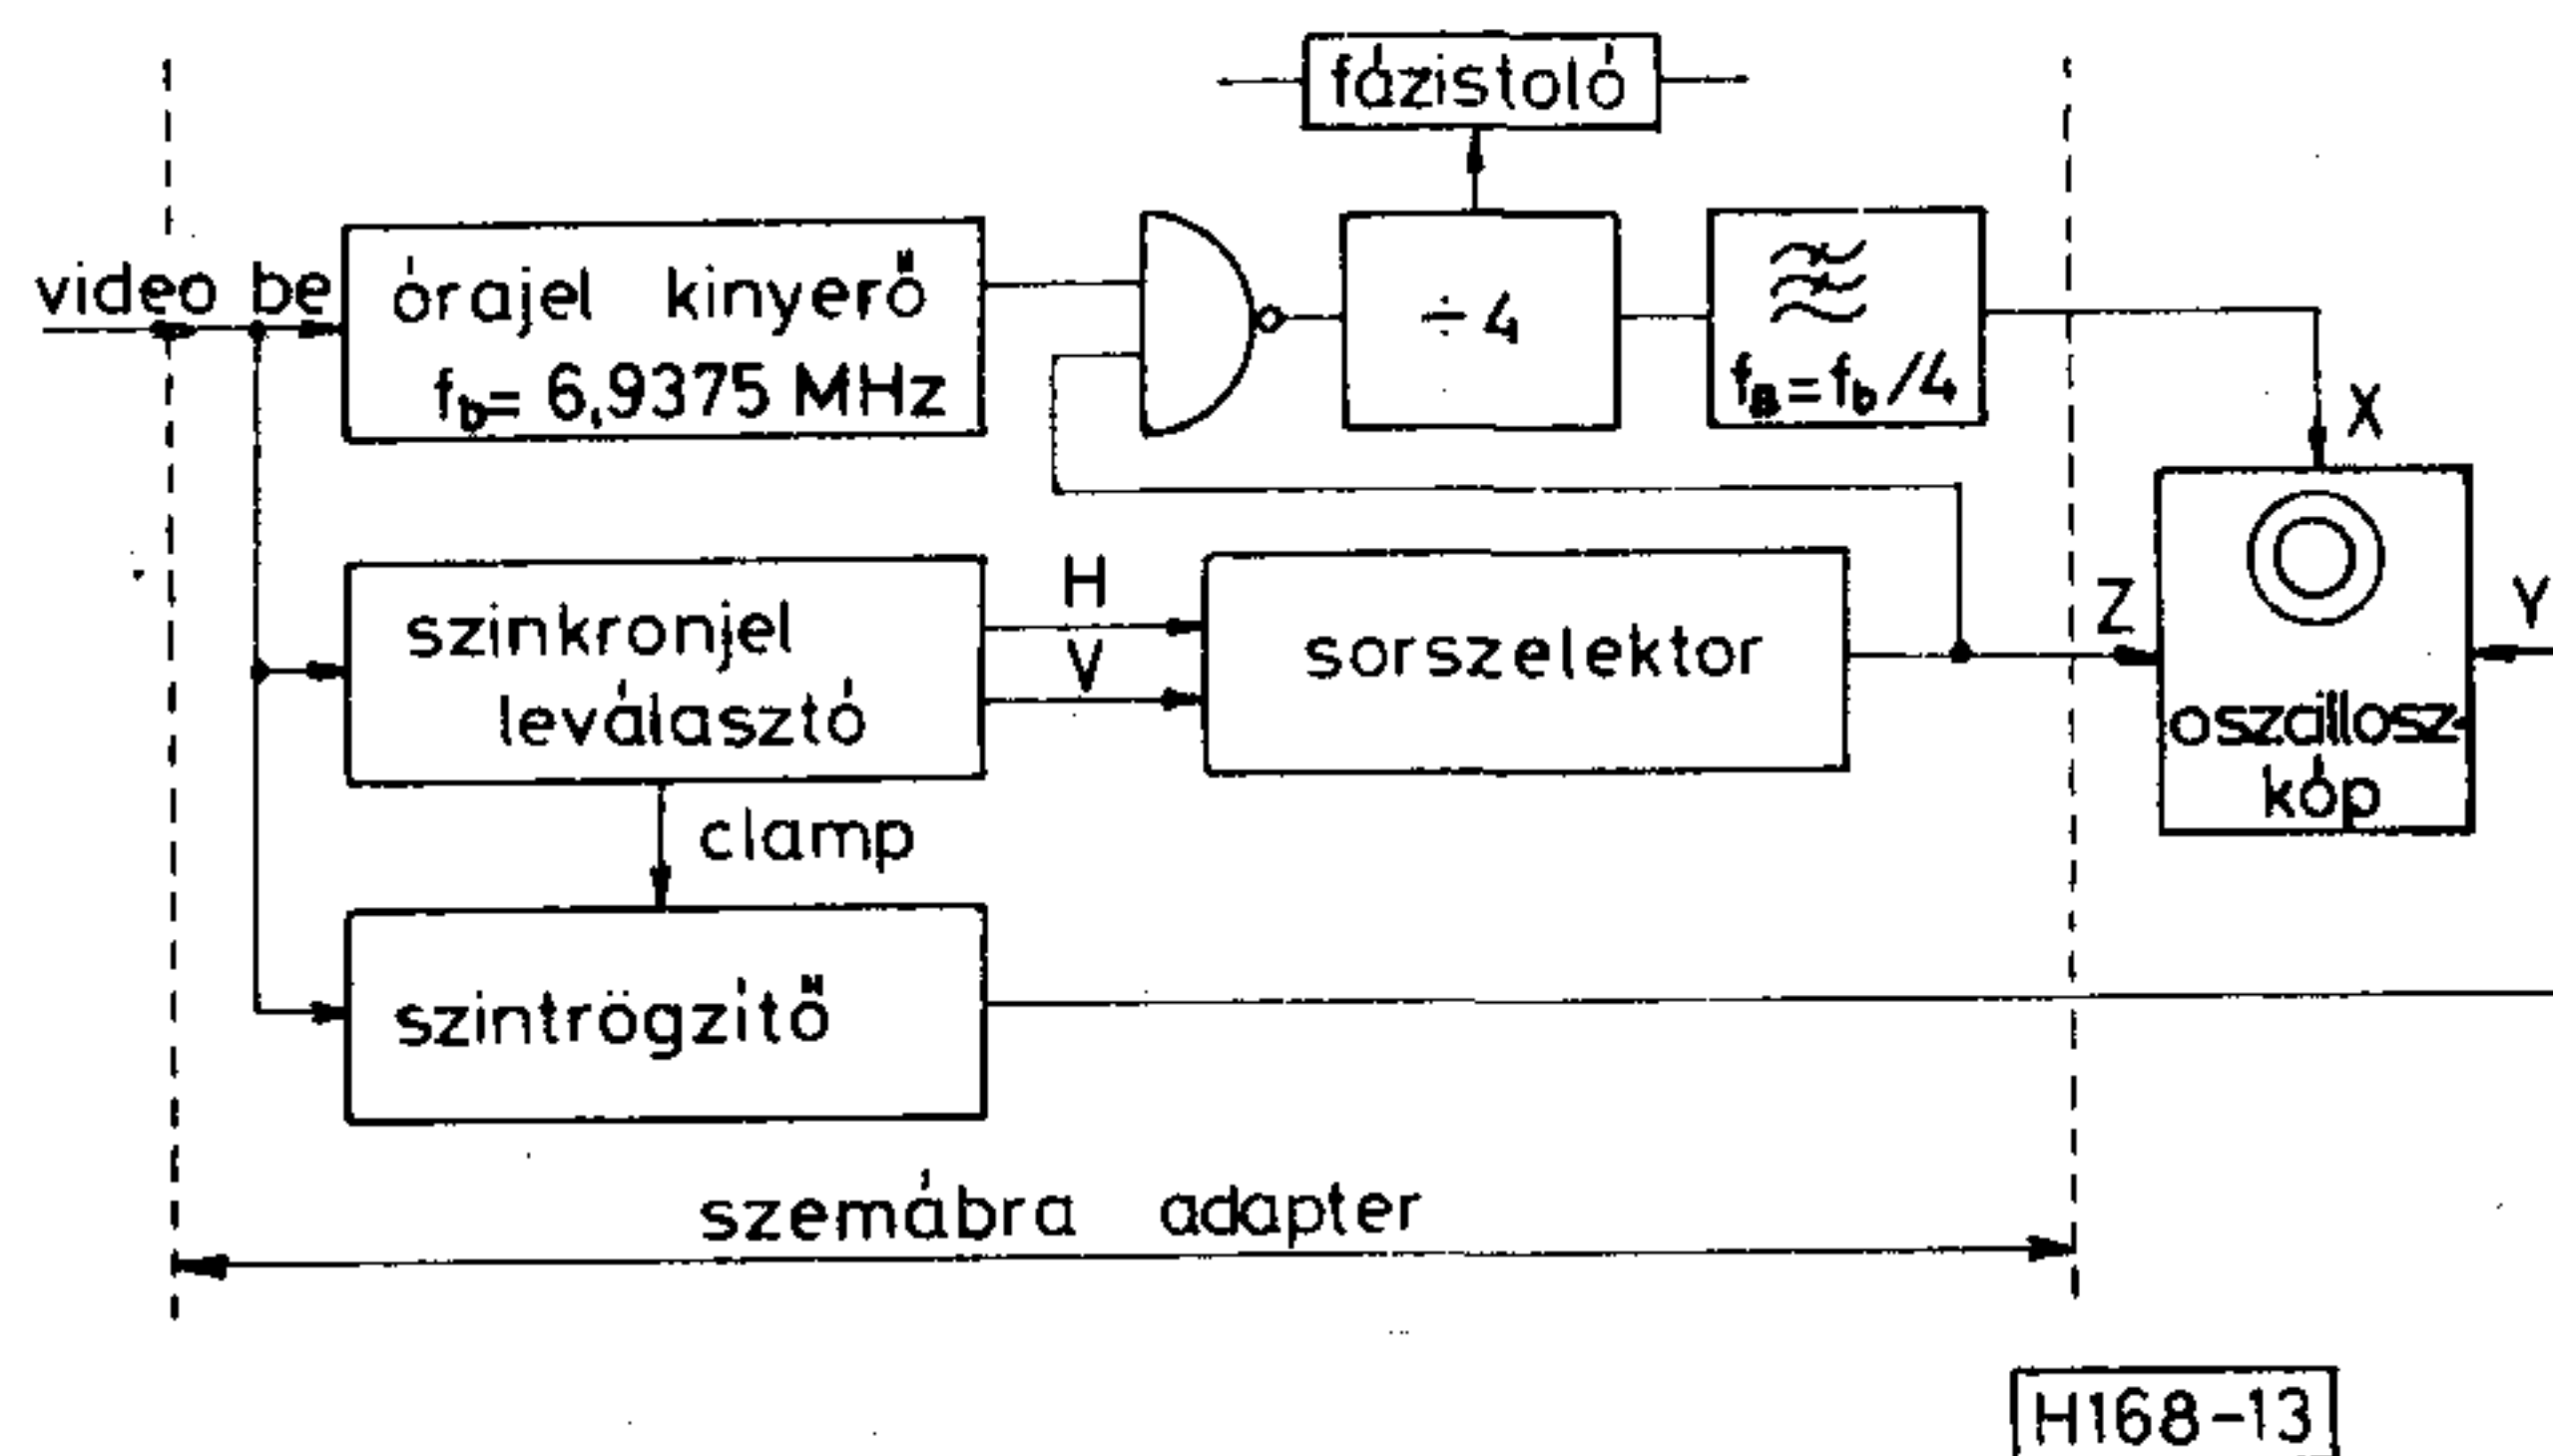 fázistoló
video be
órajel kinyerő
f_b= 6,9375 MHz
÷4
f_B=f_b/4
X
szinkronjel
leválasztó
H
V
sorszelektor
Z
Y
oszcillosz-
kóp
clamp
szintrögzítő
szemábra adapter
H168-13